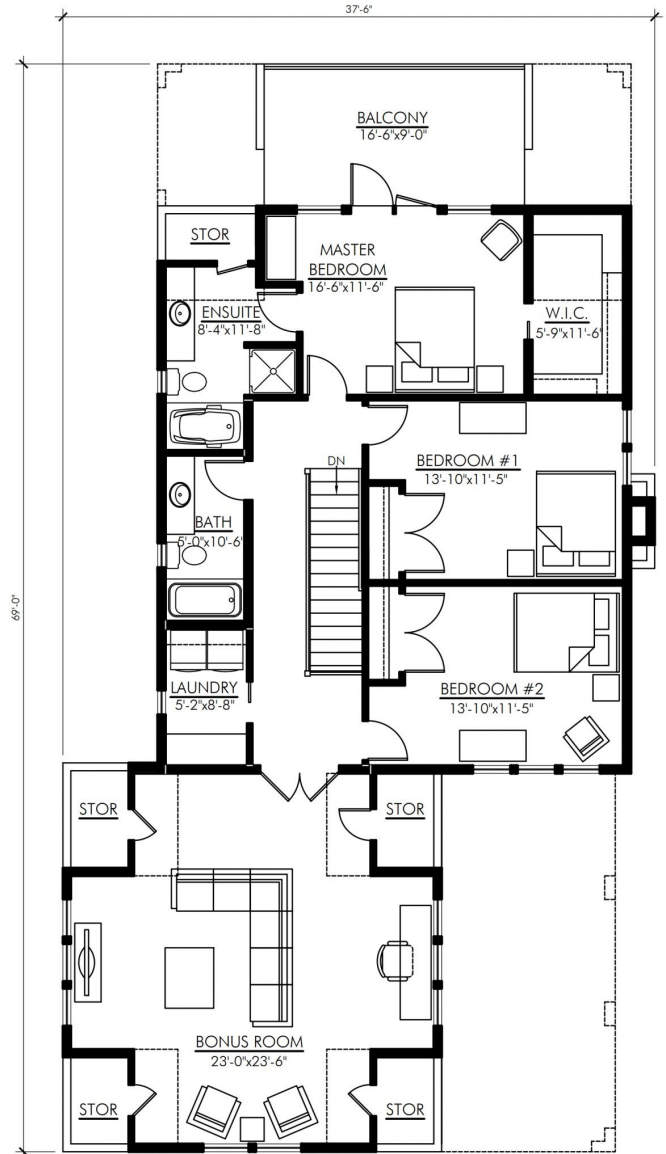 37'-6"
BALCONY
16'-6"x9'-0"
STOR
MASTER
BEDROOM
16'-6"x11'-6"
ENSUITE
8'-4"x11'-8"
W.I.C.
5'-9"x11'-6"
DN
BEDROOM #1
13'-10"x11'-5"
BATH
5'-0"x10'-6"
69'-0"
LAUNDRY
5'-2"x8'-8"
BEDROOM #2
13'-10"x11'-5"
STOR
STOR
BONUS ROOM
23'-0"x23'-6"
STOR
STOR